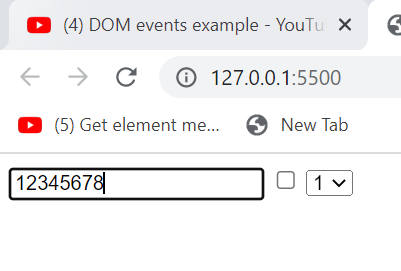 (4) DOM events example - YouTu
127.0.0.1:5500
(5) Get element me...
New Tab
12345678
1